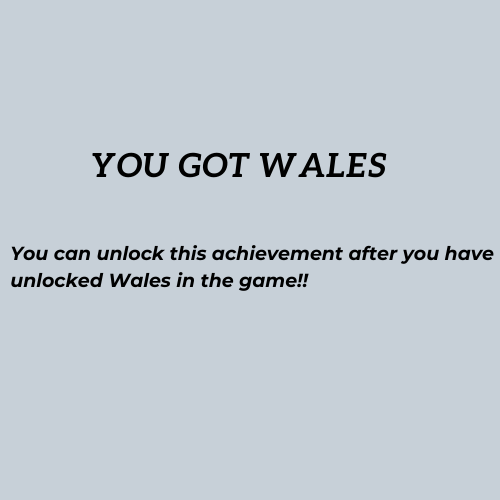 YOU GOT WALES
You can unlock this achievement after you have
unlocked Wales in the game!!